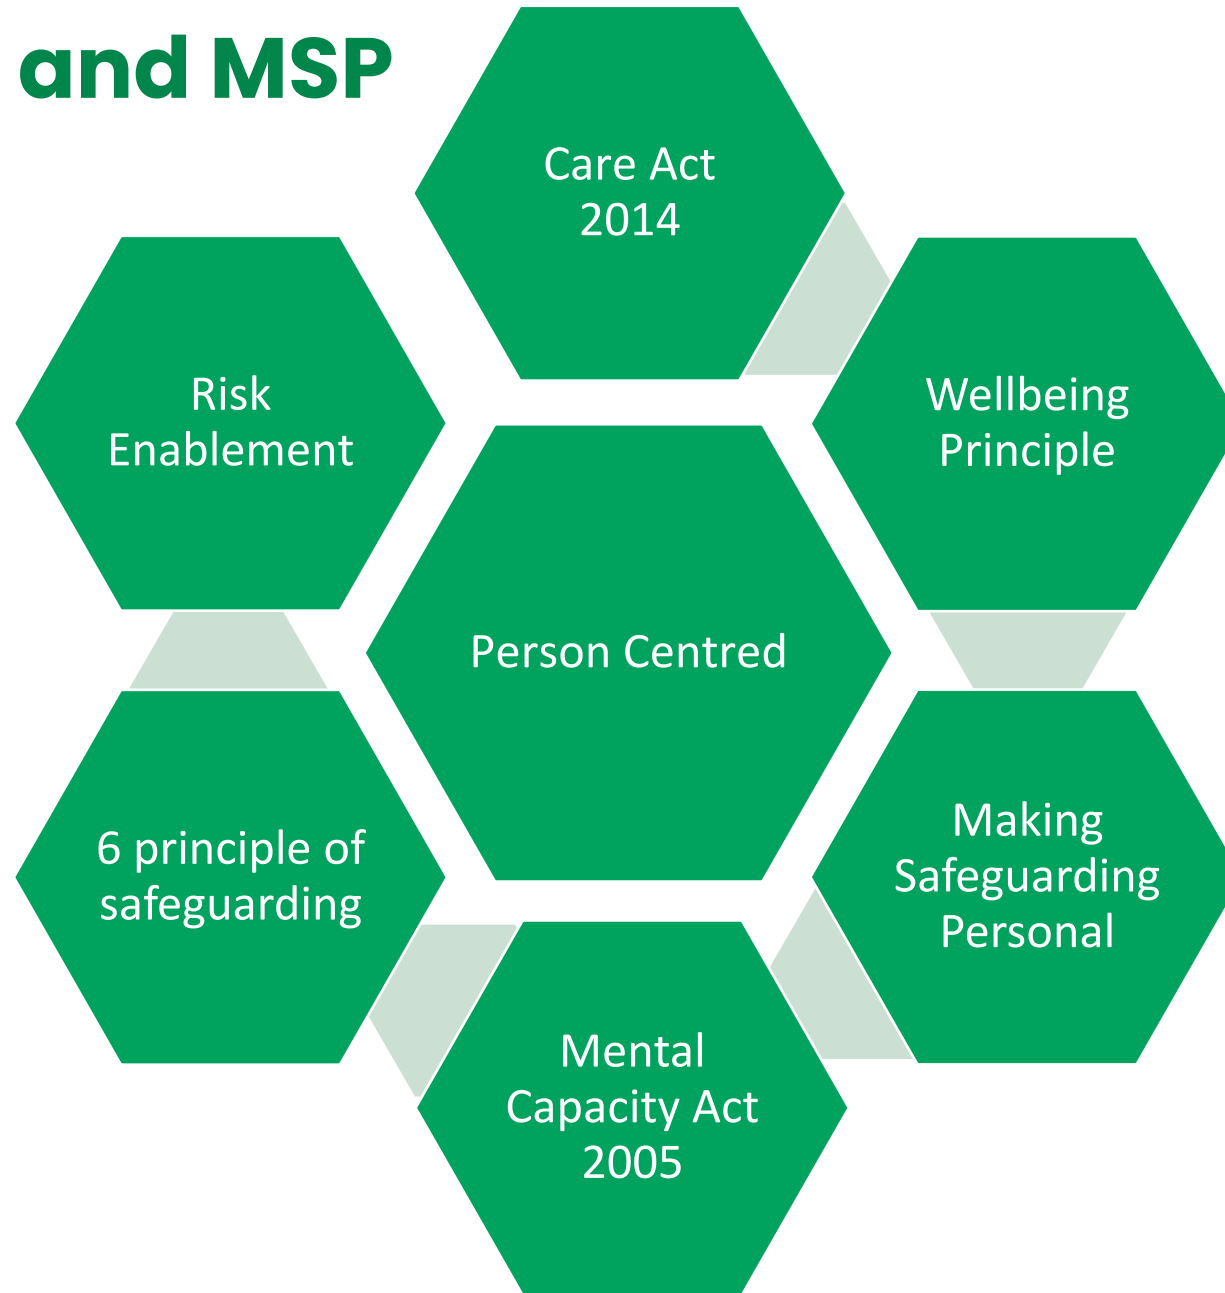 and MSP
Care Act
2014
Risk
Enablement
Wellbeing
Principle
Person Centred
6 principle of
safeguarding
Making
Safeguarding
Personal
Mental
Capacity Act
2005